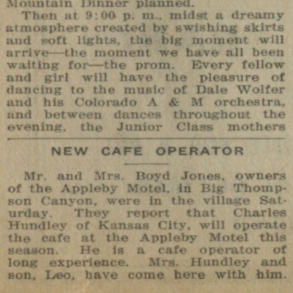 Mountain Dinner planned.
Then at 9:00 p. m., midst a dreamy
atmosphere created by swishing skirts
and soft lights, the big moment will
arrive—the moment we have all been
waiting for—the prom. Every fellow
and girl will have the pleasure of
dancing to the music of Dale Wolfer
and his Colorado A & M orchestra,
and between dances throughout the
evening, the Junior Class mothers
NEW CAFE OPERATOR
Mr. and Mrs. Boyd Jones, owners
of the Appleby Motel, in Big Thomp-
son Canyon, were in the village Sat-
urday. They report that Charles
Hundley of Kansas City, will operate
the cafe at the Appleby Motel this
season. He is a cafe operator of
long experience. Mrs. Hundley and
son, Leo, have come here with him.